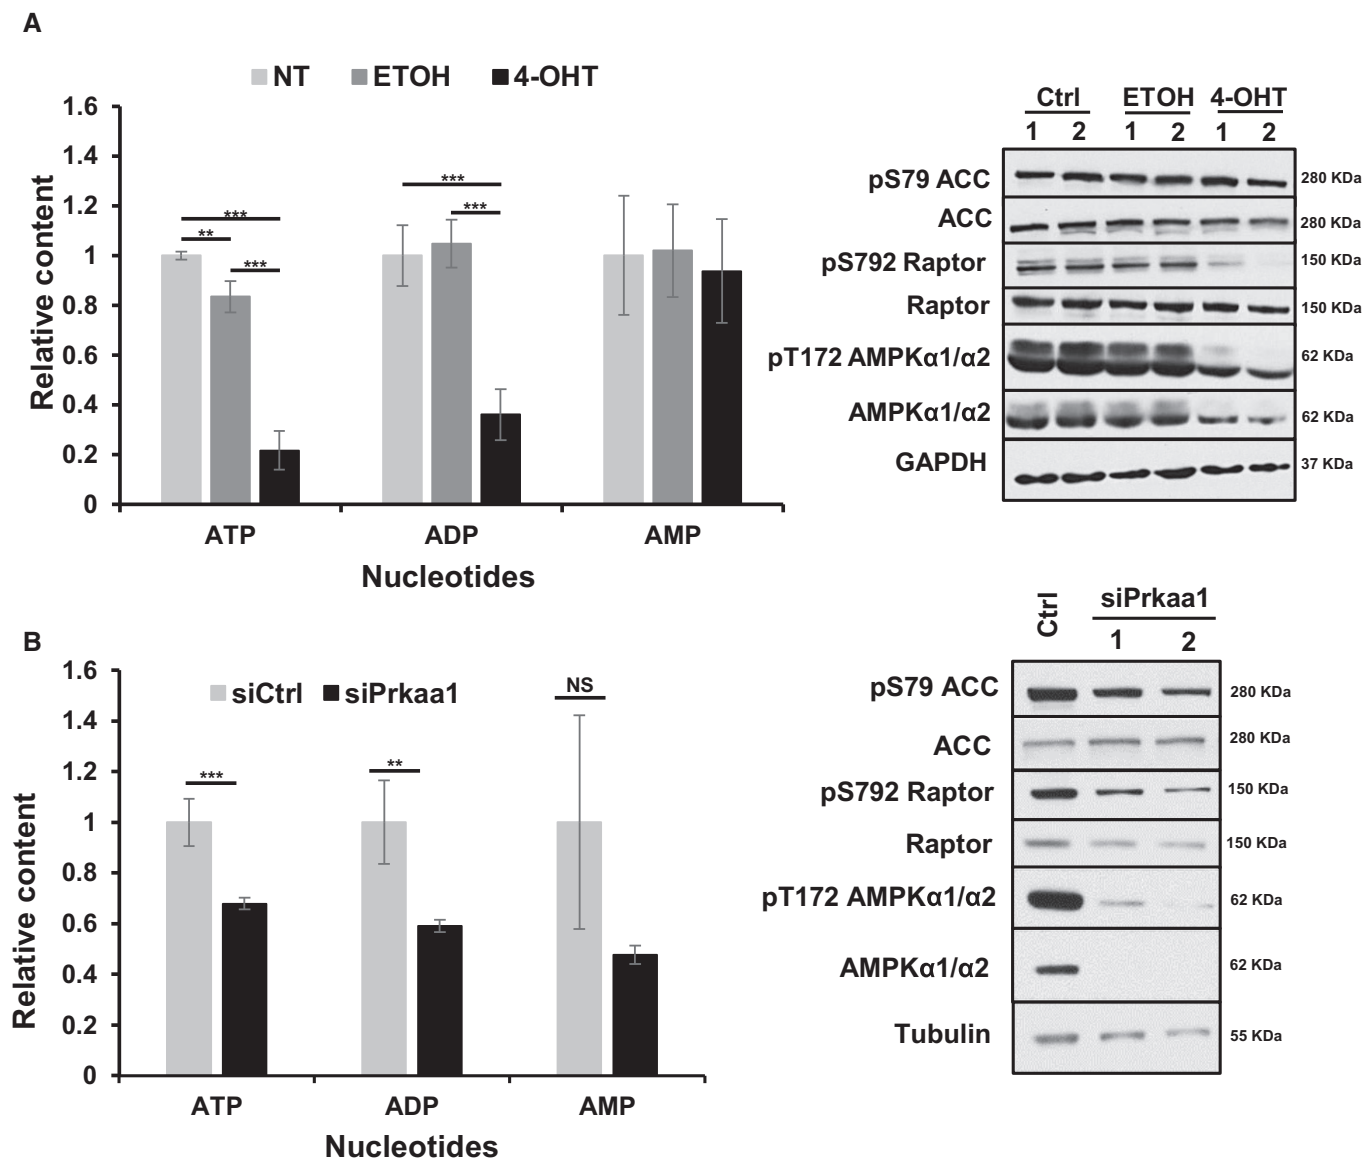 A
NT ETOH 4-OHT
1.6
1.4
1.2
1
0.8
0.6
0.4
0.2
0
Relative content
***
**
***
***
***
ATP ADP AMP
Nucleotides
Ctrl ETOH 4-OHT
1 2 1 2 1 2
pS79 ACC 280 KDa
ACC 280 KDa
pS792 Raptor 150 KDa
Raptor 150 KDa
pT172 AMPKα1/α2 62 KDa
AMPKα1/α2 62 KDa
GAPDH 37 KDa
B
siCtrl siPrkaa1
1.6
1.4
1.2
1
0.8
0.6
0.4
0.2
0
Relative content
***
**
NS
ATP ADP AMP
Nucleotides
Ctrl siPrkaa1
1 2
pS79 ACC 280 KDa
ACC 280 KDa
pS792 Raptor 150 KDa
Raptor 150 KDa
pT172 AMPKα1/α2 62 KDa
AMPKα1/α2 62 KDa
Tubulin 55 KDa